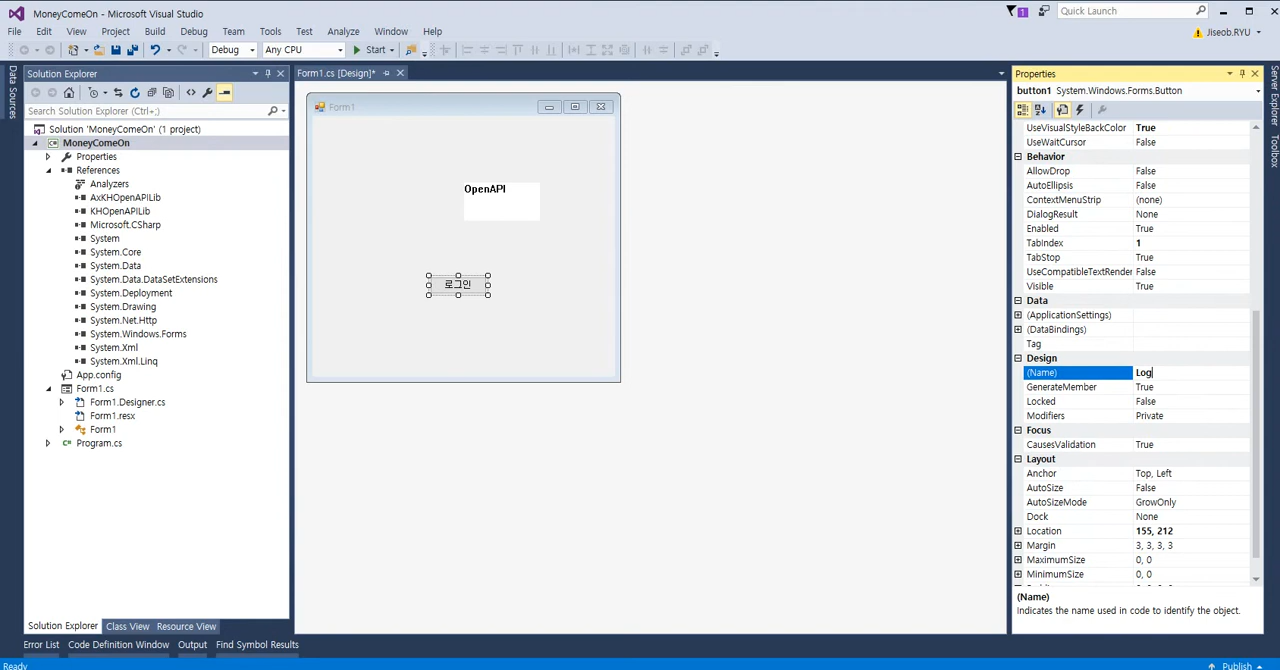 MoneyComeOn - Microsoft Visual Studio
1
Quick Launch
File Edit View Project Build Debug Team Tools Test Analyze Window Help
Jiseob.RYU
Debug Any CPU Start
Data Sources
Solution Explorer
Search Solution Explorer (Ctrl+;)
Solution 'MoneyComeOn' (1 project)
MoneyComeOn
Properties
References
Analyzers
AxKHOpenAPILib
KHOpenAPILib
Microsoft.CSharp
System
System.Core
System.Data
System.Data.DataSetExtensions
System.Deployment
System.Drawing
System.Net.Http
System.Windows.Forms
System.Xml
System.Xml.Linq
App.config
Form1.cs
Form1.Designer.cs
Form1.resx
Form1
Program.cs
Solution Explorer Class View Resource View
Form1.cs [Design]*
Form1
OpenAPI
로그인
Properties
button1 System.Windows.Forms.Button
UseVisualStyleBackColor True
UseWaitCursor False
Behavior
AllowDrop False
AutoEllipsis False
ContextMenuStrip (none)
DialogResult None
Enabled True
TabIndex 1
TabStop True
UseCompatibleTextRender False
Visible True
Data
(ApplicationSettings)
(DataBindings)
Tag
Design
(Name) Log
GenerateMember True
Locked False
Modifiers Private
Focus
CausesValidation True
Layout
Anchor Top, Left
AutoSize False
AutoSizeMode GrowOnly
Dock None
Location 155, 212
Margin 3, 3, 3, 3
MaximumSize 0, 0
MinimumSize 0, 0
(Name)
Indicates the name used in code to identify the object.
Server Explorer
Toolbox
Error List Code Definition Window Output Find Symbol Results
Ready
Publish